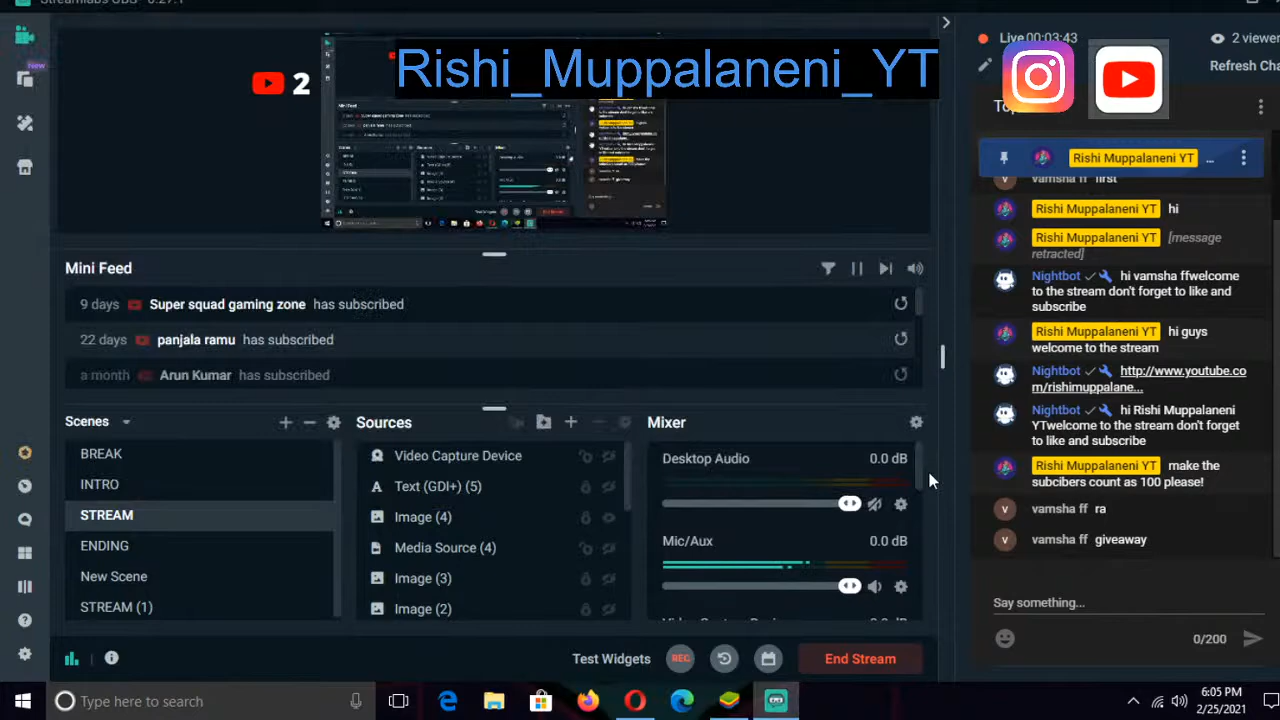 Streamlabs OBS - 0.27.1
Rishi_Muppalaneni_YT
2
New
Mini Feed
9 days Super squad gaming zone has subscribed
22 days panjala ramu has subscribed
a month Arun Kumar has subscribed
Scenes
BREAK
INTRO
STREAM
ENDING
New Scene
STREAM (1)
Sources
Video Capture Device
Text (GDI+) (5)
Image (4)
Media Source (4)
Image (3)
Image (2)
Mixer
Desktop Audio 0.0 dB
Mic/Aux 0.0 dB
Test Widgets
REC
End Stream
Live 00:03:43
2 viewer
Refresh Cha
Rishi Muppalaneni YT ...
vamsha ff first
Rishi Muppalaneni YT hi
Rishi Muppalaneni YT [message
retracted]
Nightbot hi vamsha ffwelcome
to the stream don't forget to like and
subscribe
Rishi Muppalaneni YT hi guys
welcome to the stream
Nightbot http://www.youtube.co
m/rishimuppalane...
Nightbot hi Rishi Muppalaneni
YTwelcome to the stream don't forget
to like and subscribe
Rishi Muppalaneni YT make the
subcibers count as 100 please!
vamsha ff ra
vamsha ff giveaway
Say something...
0/200
Type here to search
6:05 PM
2/25/2021